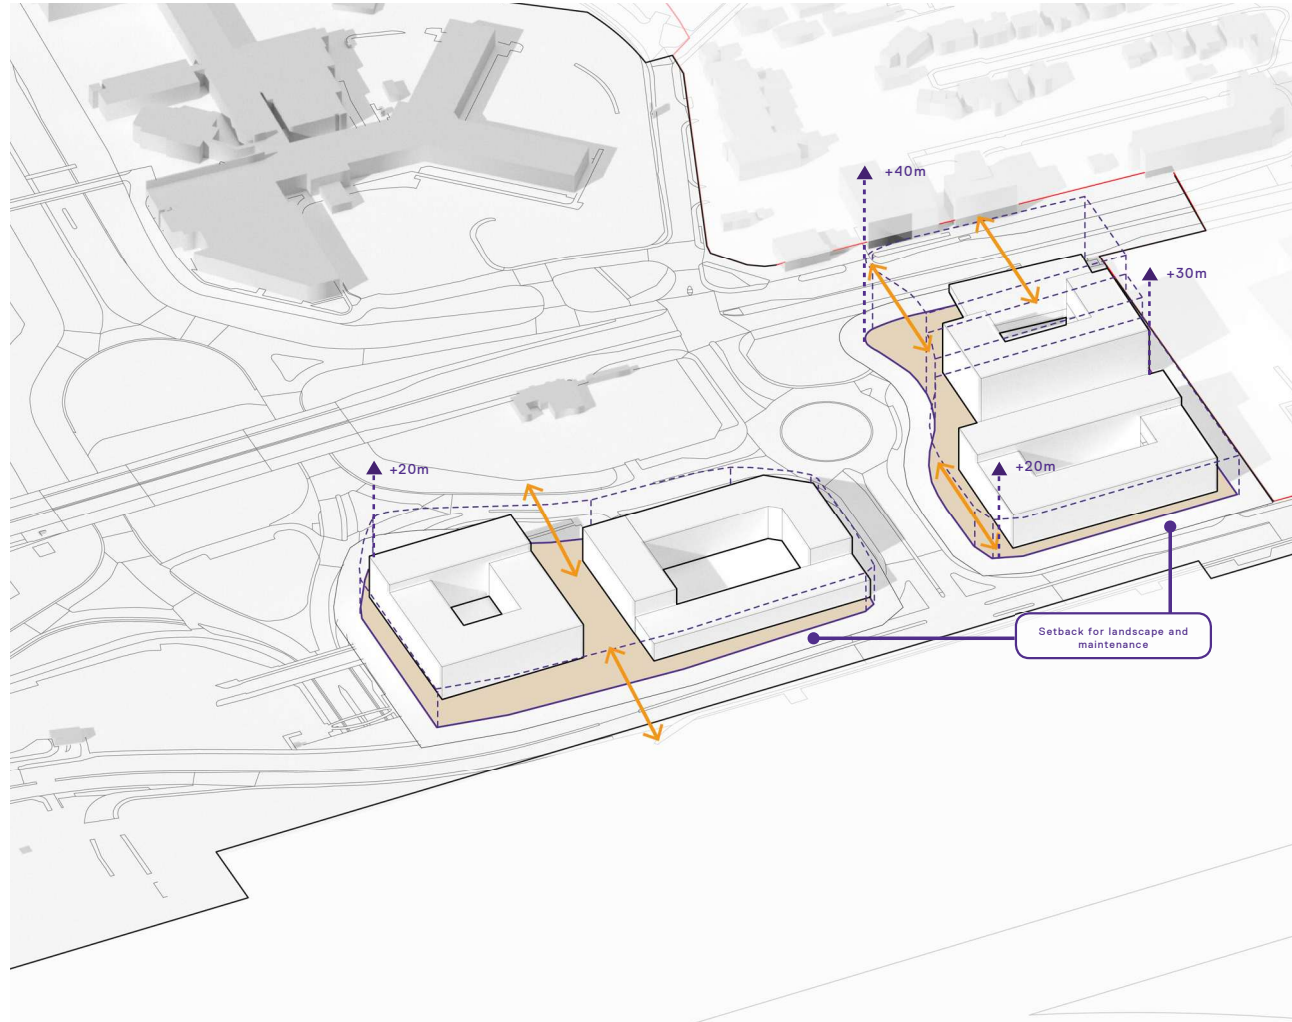 +40m
+30m
+20m
+20m
Setback for landscape and
maintenance